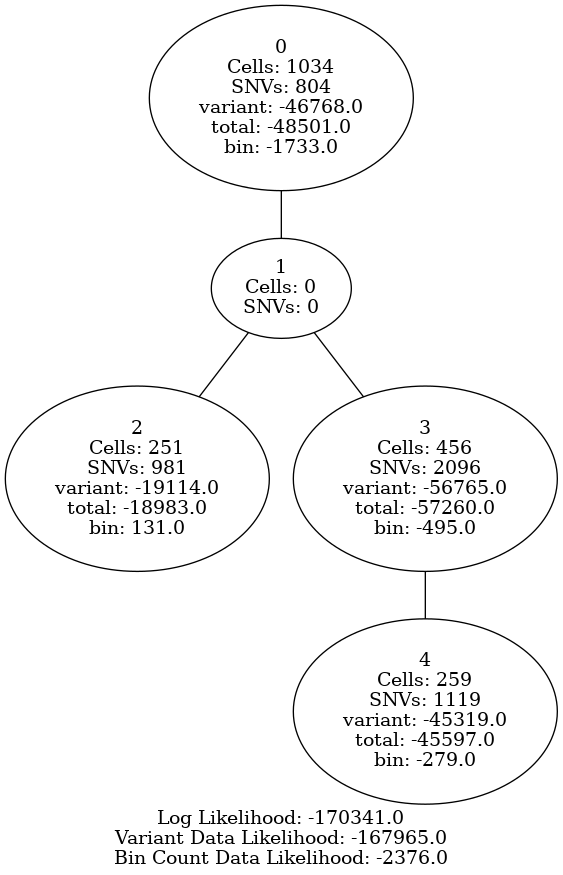 0
Cells: 1034
SNVs: 804
variant: -46768.0
total: -48501.0
bin: -1733.0
1
Cells: 0
SNVs: 0
2
Cells: 251
SNVs: 981
variant: -19114.0
total: -18983.0
bin: 131.0
3
Cells: 456
SNVs: 2096
variant: -56765.0
total: -57260.0
bin: -495.0
4
Cells: 259
SNVs: 1119
variant: -45319.0
total: -45597.0
bin: -279.0
Log Likelihood: -170341.0
Variant Data Likelihood: -167965.0
Bin Count Data Likelihood: -2376.0